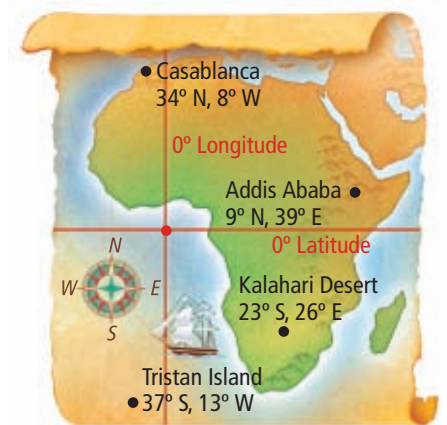 Casablanca
34º N, 8º W
0º Longitude
Addis Ababa
9º N, 39º E
0º Latitude
N
W
E
S
Kalahari Desert
23º S, 26º E
Tristan Island
37º S, 13º W